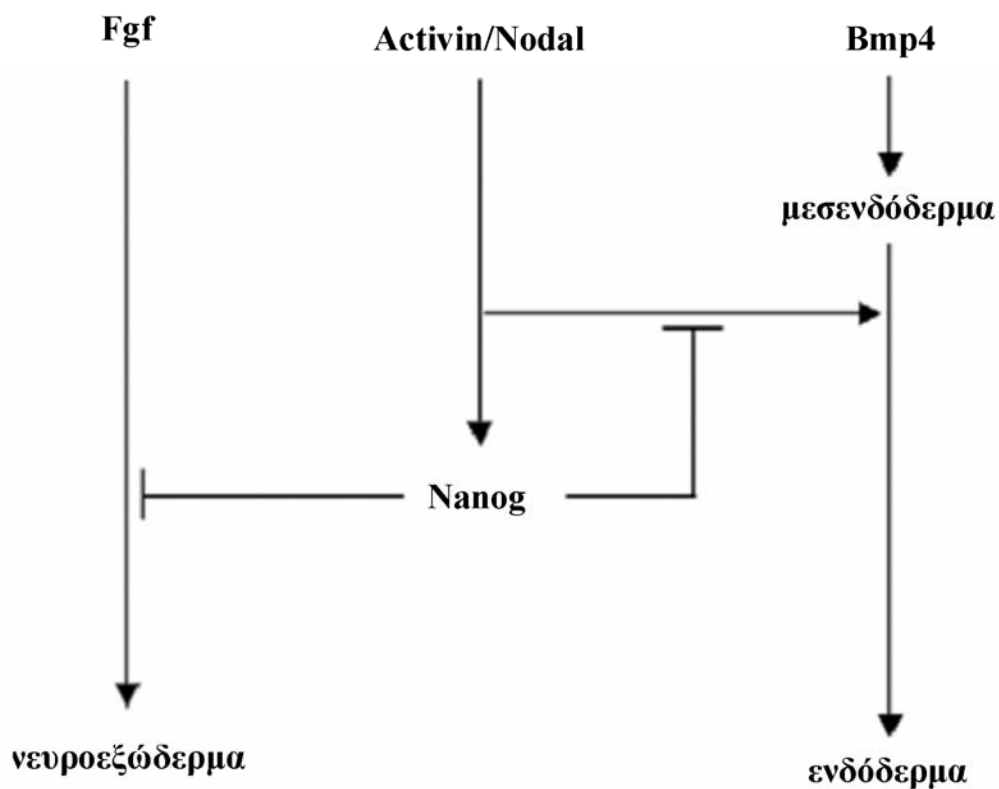 Fgf
Activin/Nodal
Bmp4
μεσενδόδερμα
Nanog
νευροεξώδερμα
ενδόδερμα